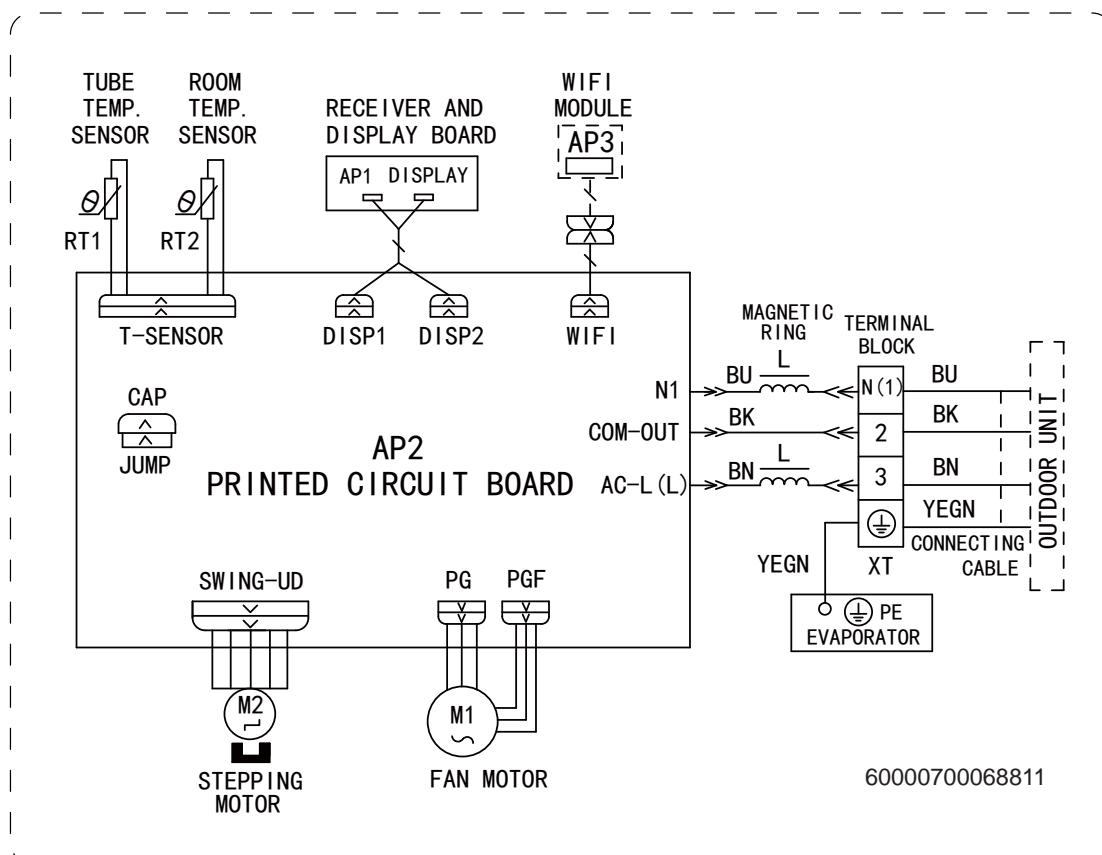 TUBE
TEMP.
SENSOR
ROOM
TEMP.
SENSOR
RECEIVER AND
DISPLAY BOARD
WIFI
MODULE
AP3
AP1 DISPLAY
θ
RT1
θ
RT2
T-SENSOR
DISP1
DISP2
WIFI
MAGNETIC
RING
TERMINAL
BLOCK
CAP
JUMP
AP2
PRINTED CIRCUIT BOARD
N1
BU
L
N(1)
BU
COM-OUT
BK
2
BK
AC-L(L)
BN
L
3
BN
YEGN
CONNECTING
CABLE
OUTDOOR UNIT
XT
YEGN
PE
EVAPORATOR
SWING-UD
PG
PGF
M2
STEPPING
MOTOR
M1
FAN MOTOR
60000700068811